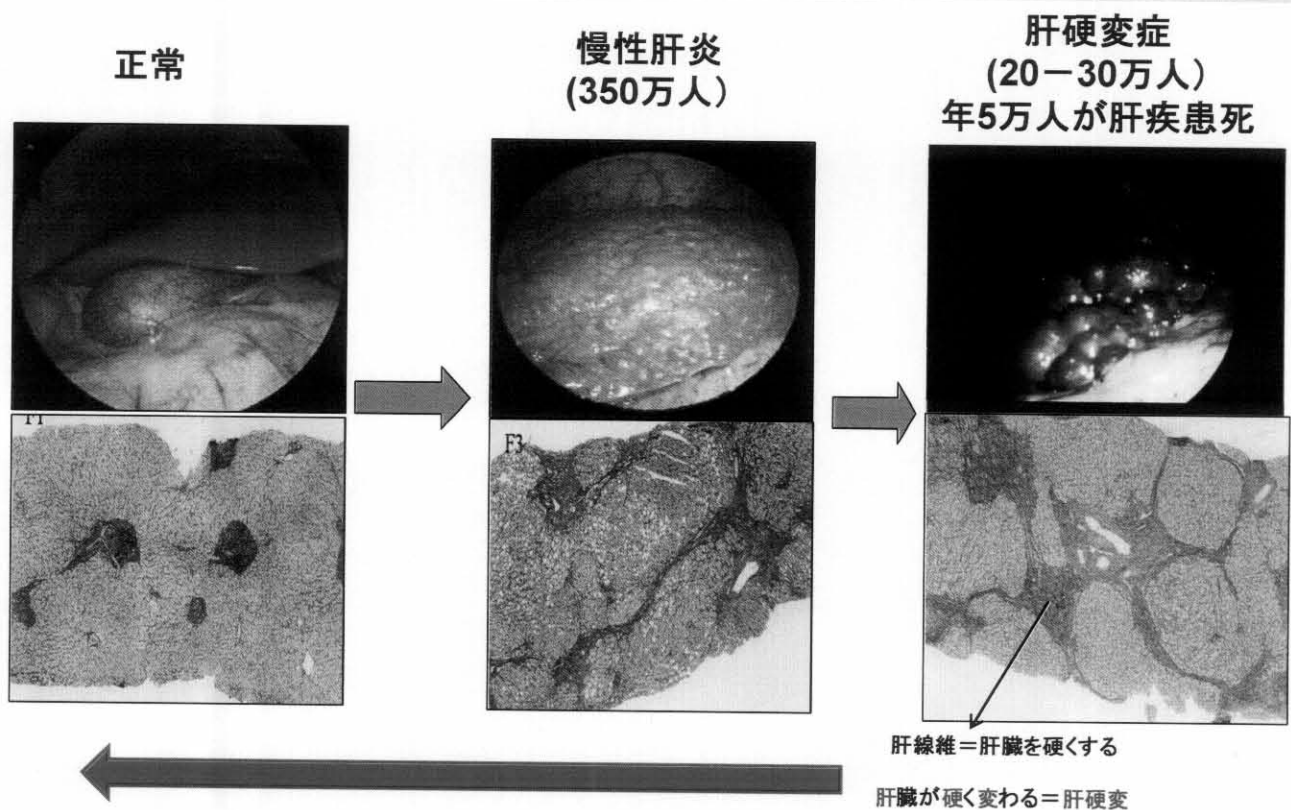 正常
慢性肝炎
(350万人)
肝硬変症
(20－30万人)
年5万人が肝疾患死
F1
F3
肝線維＝肝臓を硬くする
肝臓が硬く変わる＝肝硬変